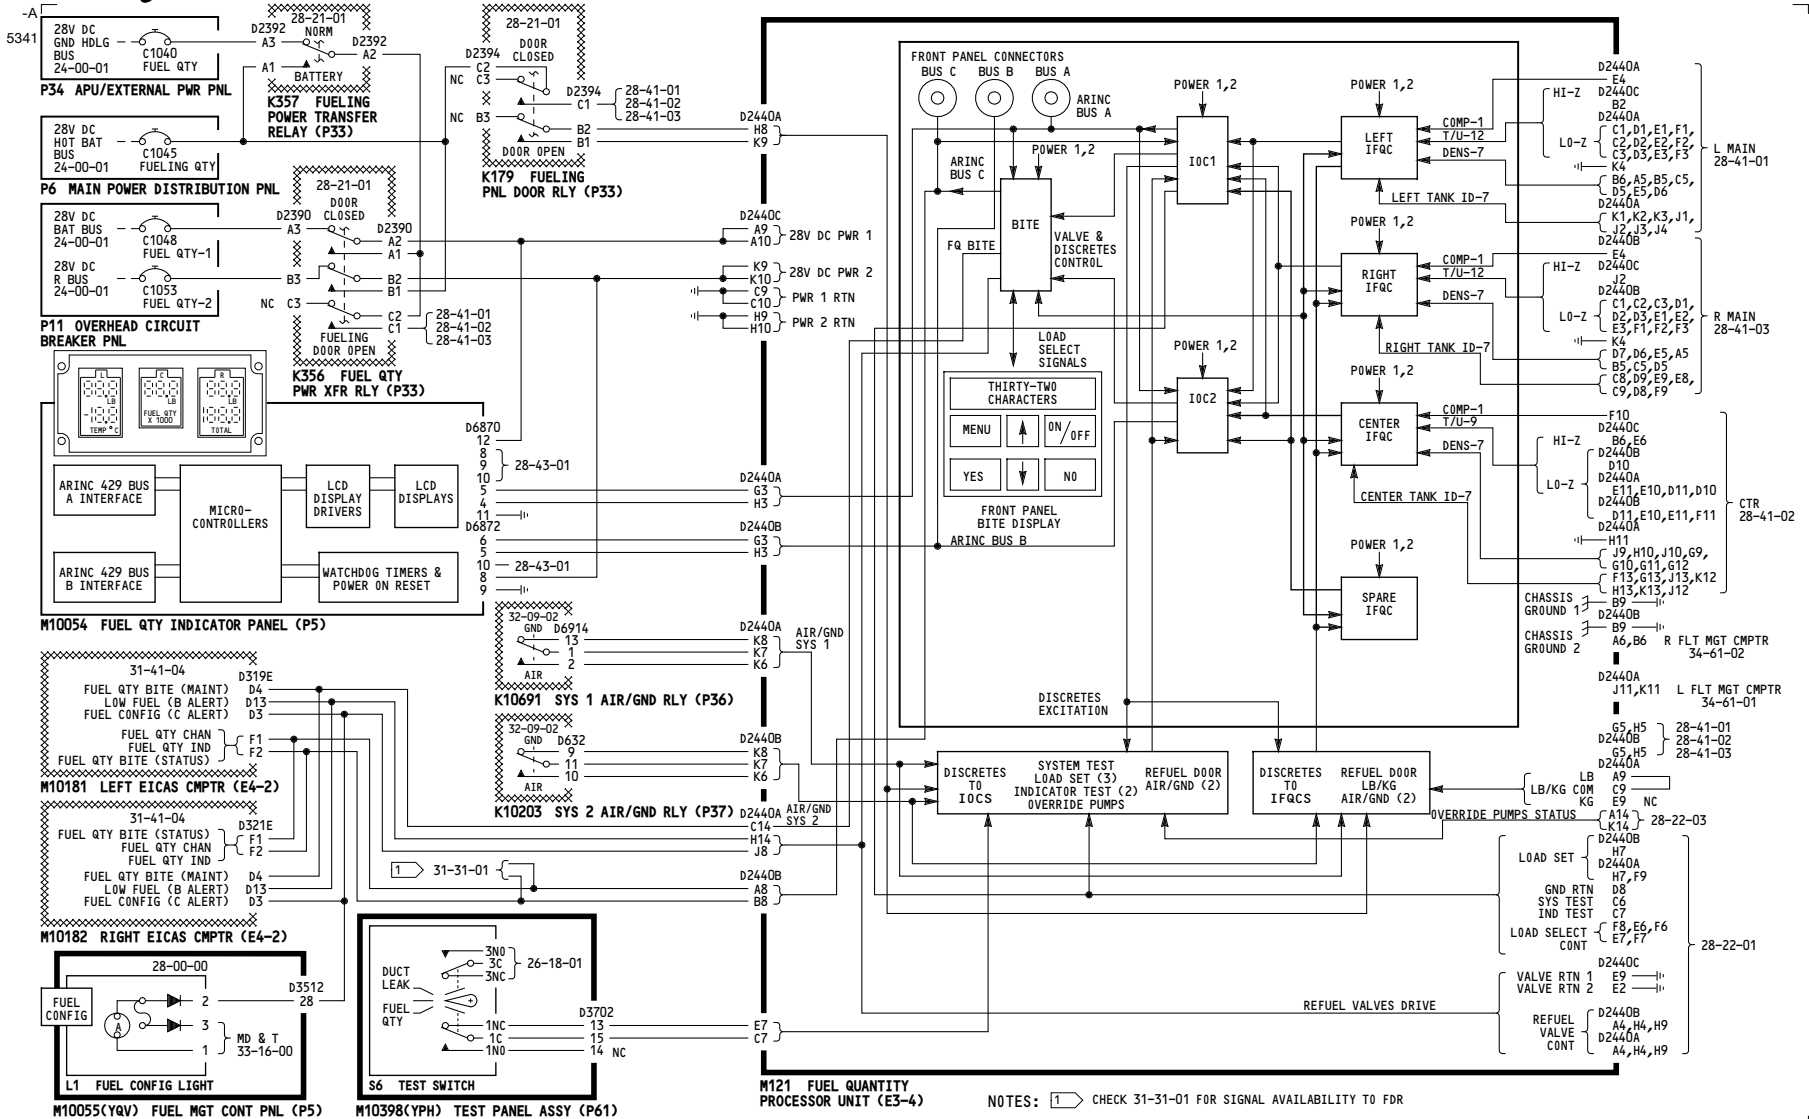 -A
5341
28V DC
GND HDLG
BUS
24-00-01
C1040
FUEL QTY
P34 APU/EXTERNAL PWR PNL
D2392
28-21-01
NORM
D2392
A3
A2
A1
BATTERY
K357 FUELING
POWER TRANSFER
RELAY (P33)
28V DC
HOT BAT
BUS
24-00-01
C1045
FUELING QTY
P6 MAIN POWER DISTRIBUTION PNL
28-21-01
DOOR
CLOSED
D2394
C2
NC C3
D2394
C1
28-41-01
28-41-02
28-41-03
NC B3
B2
B1
DOOR OPEN
K179 FUELING
PNL DOOR RLY (P33)
28V DC
BAT BUS
24-00-01
C1048
FUEL QTY-1
28V DC
R BUS
24-00-01
C1053
FUEL QTY-2
P11 OVERHEAD CIRCUIT
BREAKER PNL
28-21-01
DOOR
CLOSED
D2390
D2390
A3
A2
A1
B3
B2
B1
NC C3
C2
C1
28-41-01
28-41-02
28-41-03
FUELING
DOOR OPEN
K356 FUEL QTY
PWR XFR RLY (P33)
L
LB
TEMP °C
C
LB
FUEL QTY
X 1000
R
LB
TOTAL
ARINC 429 BUS
A INTERFACE
MICRO-
CONTROLLERS
LCD
DISPLAY
DRIVERS
LCD
DISPLAYS
ARINC 429 BUS
B INTERFACE
WATCHDOG TIMERS &
POWER ON RESET
D6870
12
8
9
28-43-01
10
5
4
11
D6872
6
5
10 28-43-01
8
9
M10054 FUEL QTY INDICATOR PANEL (P5)
32-09-02
GND D6914
13
1
2
AIR
K10691 SYS 1 AIR/GND RLY (P36)
32-09-02
GND D632
9
11
10
AIR
K10203 SYS 2 AIR/GND RLY (P37)
31-41-04
D319E
FUEL QTY BITE (MAINT) D4
LOW FUEL (B ALERT) D13
FUEL CONFIG (C ALERT) D3
FUEL QTY CHAN
FUEL QTY IND
FUEL QTY BITE (STATUS)
F1
F2
M10181 LEFT EICAS CMPTR (E4-2)
31-41-04
D321E
FUEL QTY BITE (STATUS)
FUEL QTY CHAN
FUEL QTY IND
F1
F2
FUEL QTY BITE (MAINT) D4
LOW FUEL (B ALERT) D13
FUEL CONFIG (C ALERT) D3
M10182 RIGHT EICAS CMPTR (E4-2)
1 31-31-01
28-00-00
FUEL
CONFIG
A
2
3
1
D3512
28
MD & T
33-16-00
L1 FUEL CONFIG LIGHT
M10055(YQV) FUEL MGT CONT PNL (P5)
DUCT
LEAK
FUEL
QTY
3NO
3C
3NC
26-18-01
D3702
1NC 13
1C 15
1NO 14 NC
S6 TEST SWITCH
M10398(YPH) TEST PANEL ASSY (P61)
D2440A
H8
K9
D2440C
A9
A10
28V DC PWR 1
K9
K10
28V DC PWR 2
C9
C10
PWR 1 RTN
H9
H10
PWR 2 RTN
D2440A
G3
H3
D2440B
G3
H3
D2440A
K8
K7
K6
AIR/GND
SYS 1
D2440B
K8
K7
K6
AIR/GND
SYS 2
D2440A
C14
H14
J8
D2440B
A8
B8
E7
C7
FRONT PANEL CONNECTORS
BUS C BUS B BUS A
ARINC
BUS A
ARINC
BUS C
POWER 1,2
BITE
FQ BITE
VALVE &
DISCRETES
CONTROL
LOAD
SELECT
SIGNALS
THIRTY-TWO
CHARACTERS
MENU
ON/OFF
YES
NO
FRONT PANEL
BITE DISPLAY
ARINC BUS B
POWER 1,2
IOC1
POWER 1,2
IOC2
POWER 1,2
LEFT
IFQC
COMP-1
T/U-12
DENS-7
LEFT TANK ID-7
POWER 1,2
RIGHT
IFQC
COMP-1
T/U-12
DENS-7
RIGHT TANK ID-7
POWER 1,2
CENTER
IFQC
COMP-1
T/U-9
DENS-7
CENTER TANK ID-7
POWER 1,2
SPARE
IFQC
DISCRETES
EXCITATION
DISCRETES
TO
IOCS
SYSTEM TEST
LOAD SET (3)
INDICATOR TEST (2)
OVERRIDE PUMPS
REFUEL DOOR
AIR/GND (2)
DISCRETES
TO
IFQCS
REFUEL DOOR
LB/KG
AIR/GND (2)
REFUEL VALVES DRIVE
OVERRIDE PUMPS STATUS
D2440A
E4
D2440C
HI-Z
B2
D2440A
LO-Z
C1,D1,E1,F1,
C2,D2,E2,F2,
C3,D3,E3,F3
K4
B6,A5,B5,C5,
D5,E5,D6
D2440A
K1,K2,K3,J1,
J2,J3,J4
L MAIN
28-41-01
D2440B
E4
D2440C
HI-Z
J2
D2440B
LO-Z
C1,C2,C3,D1,
D2,D3,E1,E2,
E3,F1,F2,F3
K4
D7,D6,E5,A5
B5,C5,D5
C8,D9,E9,E8,
C9,D8,F9
R MAIN
28-41-03
F10
D2440C
HI-Z
B6,E6
D2440B
D10
LO-Z
D2440A
E11,E10,D11,D10
D2440B
D11,E10,E11,F11
D2440A
H11
J9,H10,J10,G9,
G10,G11,G12
F13,G13,J13,K12
H13,K13,J12
CTR
28-41-02
CHASSIS
GROUND 1
B9
D2440B
CHASSIS
GROUND 2
B9
A6,B6 R FLT MGT CMPTR
34-61-02
D2440A
J11,K11 L FLT MGT CMPTR
34-61-01
G5,H5
D2440B
G5,H5
28-41-01
28-41-02
28-41-03
D2440A
LB A9
LB/KG COM C9
KG E9 NC
A14
K14
28-22-03
D2440B
LOAD SET
H7
D2440A
H7,F9
GND RTN D8
SYS TEST C6
IND TEST C7
LOAD SELECT
CONT
F8,E6,F6
E7,F7
28-22-01
D2440C
VALVE RTN 1 E9
VALVE RTN 2 E2
REFUEL
VALVE
CONT
D2440B
A4,H4,H9
D2440A
A4,H4,H9
M121 FUEL QUANTITY
PROCESSOR UNIT (E3-4)
NOTES: 1 CHECK 31-31-01 FOR SIGNAL AVAILABILITY TO FDR